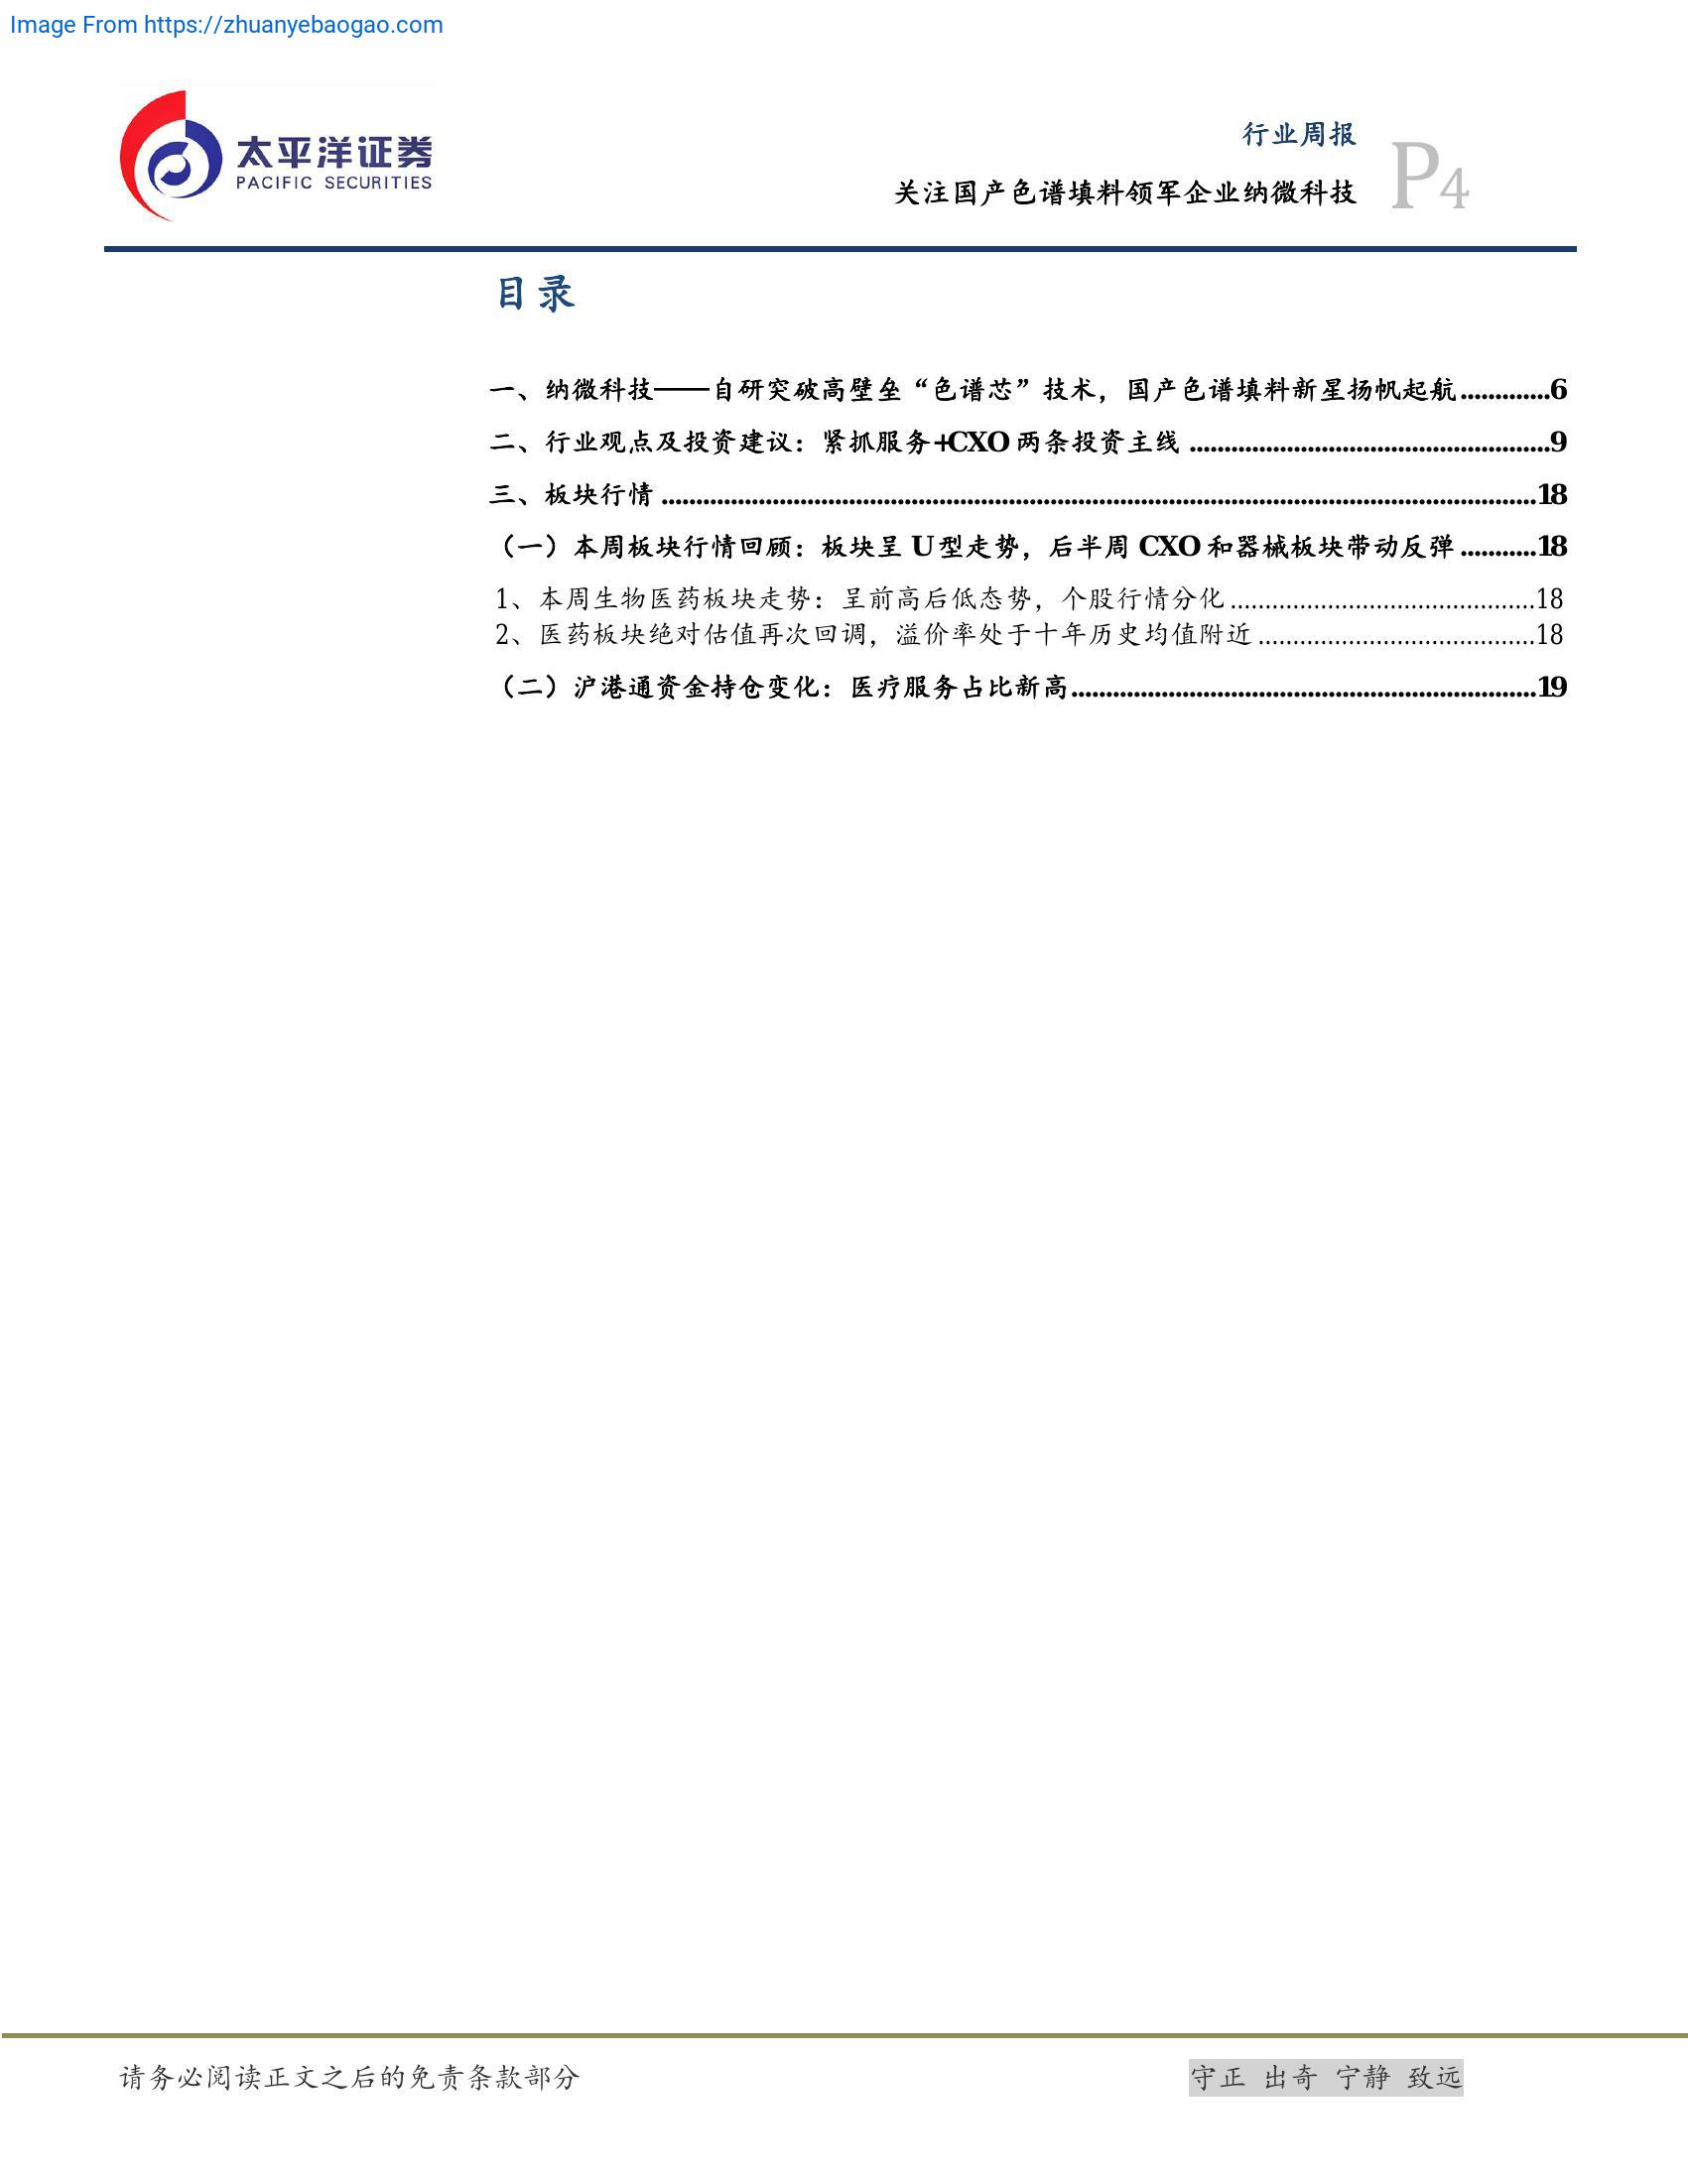 Image From https://zhuanyebaogao.com
太平洋证券
PACIFIC SECURITIES
行业周报
关注国产色谱填料领军企业纳微科技
P4
目录
一、纳微科技——自研突破高壁垒“色谱芯”技术，国产色谱填料新星扬帆起航.............6
二、行业观点及投资建议：紧抓服务+CXO 两条投资主线 ....................................................9
三、板块行情 ..............................................................................................................................18
（一）本周板块行情回顾：板块呈 U 型走势，后半周 CXO 和器械板块带动反弹 ...........18
1、本周生物医药板块走势：呈前高后低态势，个股行情分化 ............................................18
2、医药板块绝对估值再次回调，溢价率处于十年历史均值附近 ........................................18
（二）沪港通资金持仓变化：医疗服务占比新高...................................................................19
请务必阅读正文之后的免责条款部分
守正 出奇 宁静 致远